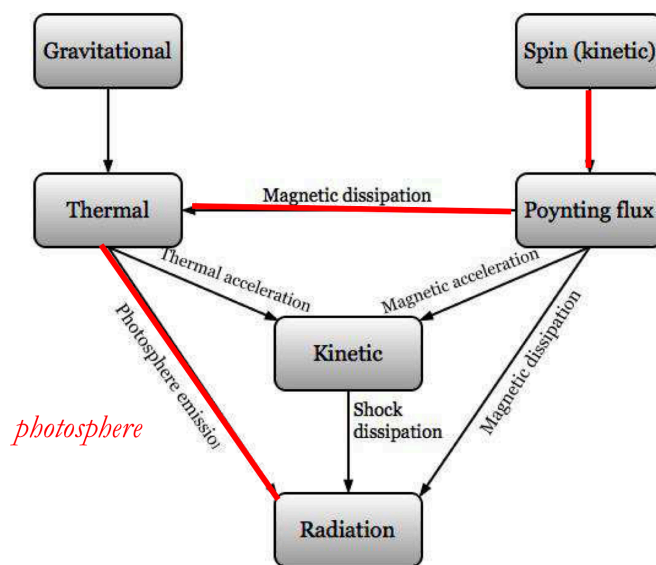 Gravitational
Spin (kinetic)
Magnetic dissipation
Thermal
Poynting flux
Thermal acceleration
Magnetic acceleration
Kinetic
Photosphere emissio
Magnetic dissipation
Shock
dissipation
photosphere
Radiation